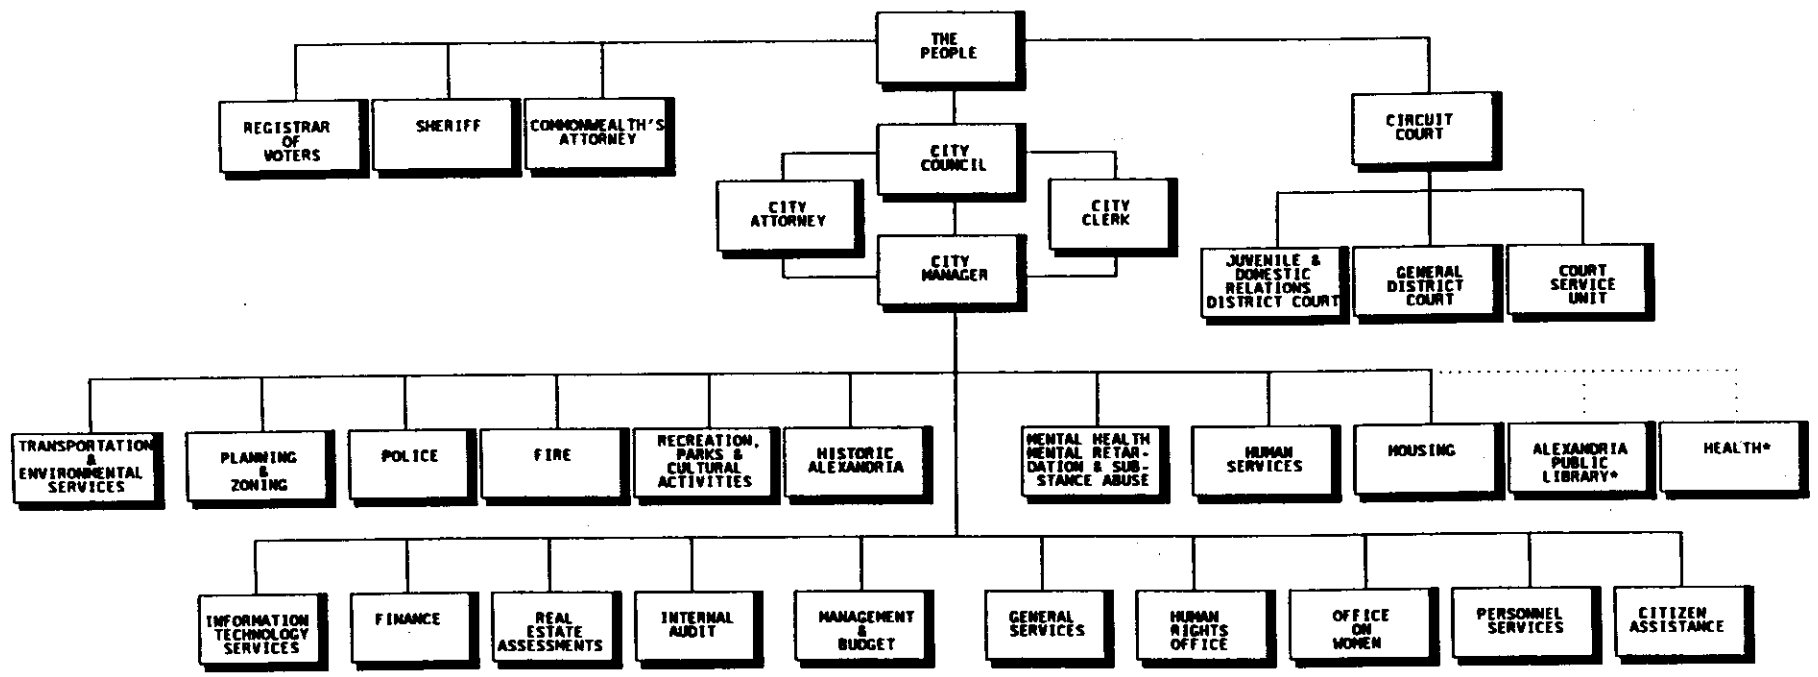 THE
PEOPLE
REGISTRAR
OF
VOTERS
SHERIFF
COMMONWEALTH'S
ATTORNEY
CITY
COUNCIL
CIRCUIT
COURT
CITY
ATTORNEY
CITY
CLERK
CITY
MANAGER
JUVENILE &
DOMESTIC
RELATIONS
DISTRICT COURT
GENERAL
DISTRICT
COURT
COURT
SERVICE
UNIT
TRANSPORTATION
&
ENVIRONMENTAL
SERVICES
PLANNING
&
ZONING
POLICE
FIRE
RECREATION,
PARKS &
CULTURAL
ACTIVITIES
HISTORIC
ALEXANDRIA
MENTAL HEALTH
MENTAL RETAR-
DATION & SUB-
STANCE ABUSE
HUMAN
SERVICES
HOUSING
ALEXANDRIA
PUBLIC
LIBRARY*
HEALTH*
INFORMATION
TECHNOLOGY
SERVICES
FINANCE
REAL
ESTATE
ASSESSMENTS
INTERNAL
AUDIT
MANAGEMENT
&
BUDGET
GENERAL
SERVICES
HUMAN
RIGHTS
OFFICE
OFFICE
ON
WOMEN
PERSONNEL
SERVICES
CITIZEN
ASSISTANCE